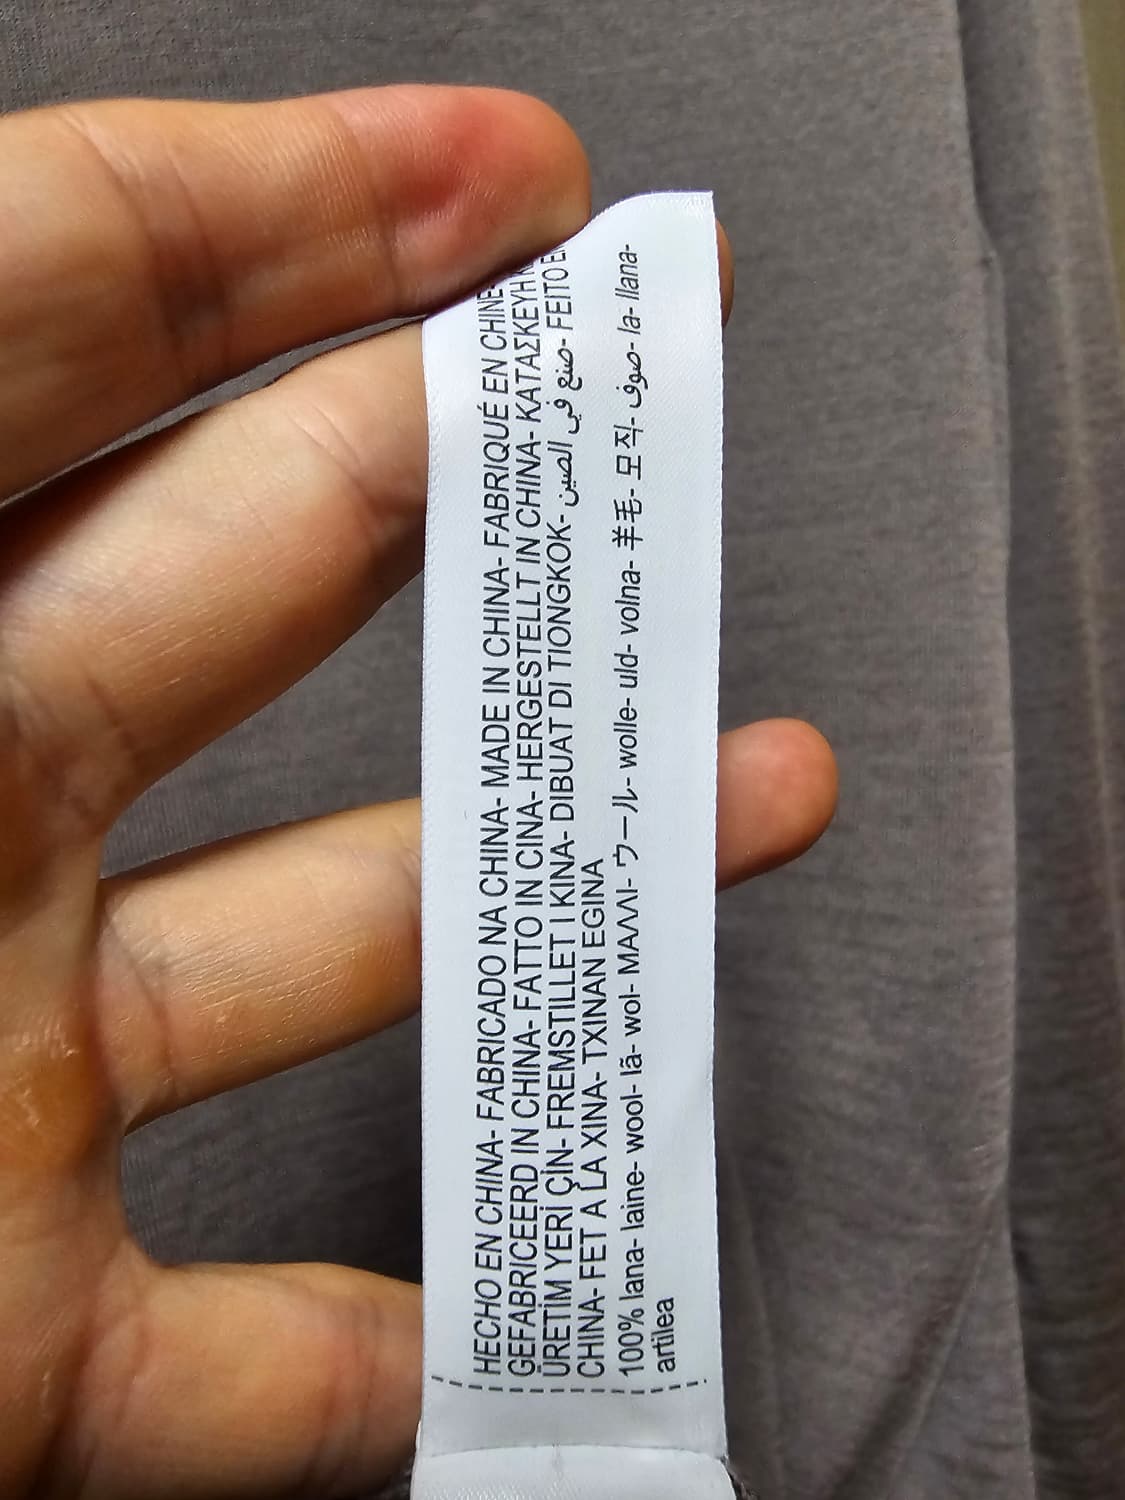 HECHO EN CHINA- FABRICADO NA CHINA- MADE IN CHINA- FABRIQUÉ EN CHINE-
GEFABRICEERD IN CHINA- FATTO IN CINA- HERGESTELLT IN CHINA- ΚΑΤΑΣΚΕΥΗ
ÜRETİM YERİ ÇİN- FREMSTILLET I KINA- DIBUAT DI TIONGKOK- صنع في الصين- FEITO
CHINA- FET A LA XINA- TXINAN EGINA
100% lana- laine- wool- lã- wol- ΜΑΛΛΙ- ウール- wolle- uld- volna- 羊毛- 모직- صوف- la- llana-
artilea